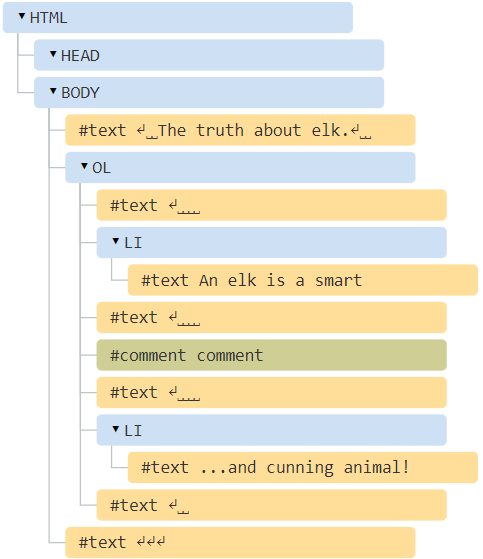 ▾ HTML
▾ HEAD
▾ BODY
#text ↲␣␣The truth about elk.↲␣␣
▾ OL
#text ↲␣␣␣␣
▾ LI
#text An elk is a smart
#text ↲␣␣␣␣
#comment comment
#text ↲␣␣␣␣
▾ LI
#text ...and cunning animal!
#text ↲␣␣
#text ↲↲↲